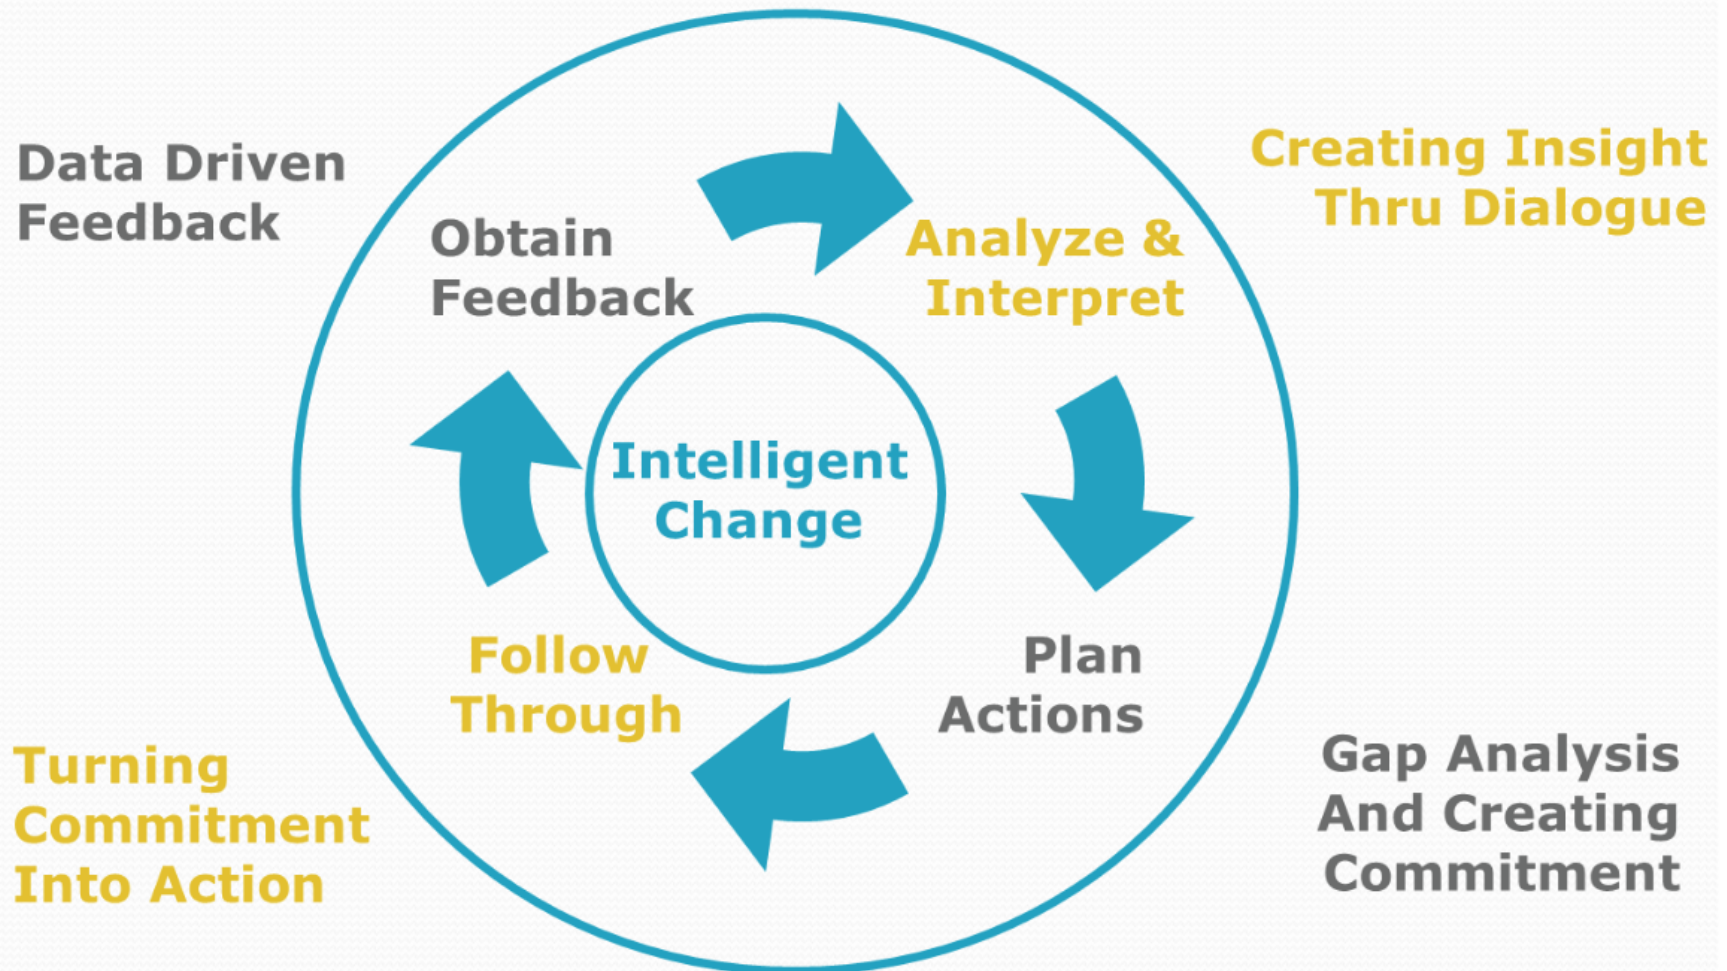 Data Driven
Feedback
Obtain
Feedback
Analyze &
Interpret
Creating Insight
Thru Dialogue
Intelligent
Change
Follow
Through
Plan
Actions
Turning
Commitment
Into Action
Gap Analysis
And Creating
Commitment